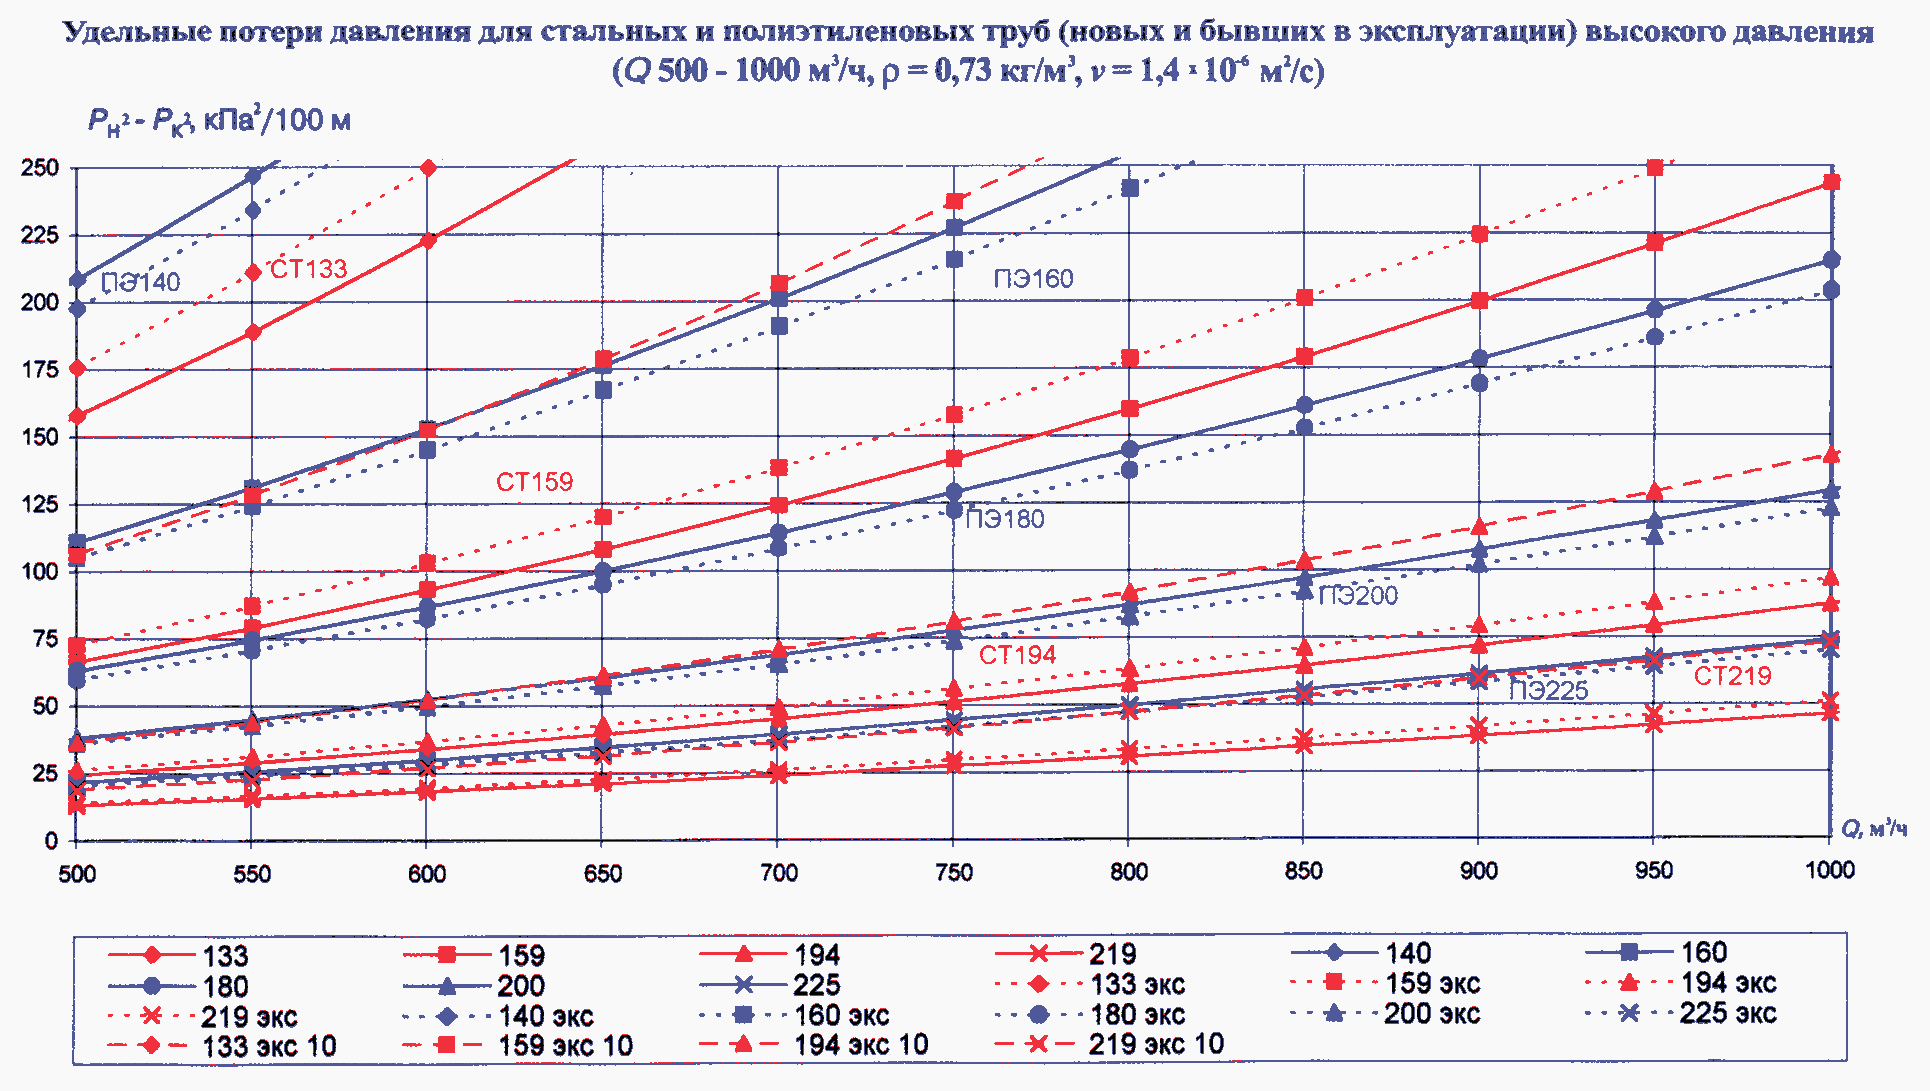 Удельные потери давления для стальных и полиэтиленовых труб (новых и бывших в эксплуатации) высокого давления
(Q 500 - 1000 м³/ч, ρ = 0,73 кг/м³, ν = 1,4 · 10⁻⁶ м²/с)
Pн² - Pк², кПа²/100 м
250
225
200
175
150
125
100
75
50
25
0
ПЭ140
СТ133
ПЭ160
СТ159
ПЭ180
ПЭ200
СТ194
СТ219
ПЭ225
Q, м³/ч
500 550 600 650 700 750 800 850 900 950 1000
133 159 194 219 140 160
180 200 225 133 экс 159 экс 194 экс
219 экс 140 экс 160 экс 180 экс 200 экс 225 экс
133 экс 10 159 экс 10 194 экс 10 219 экс 10